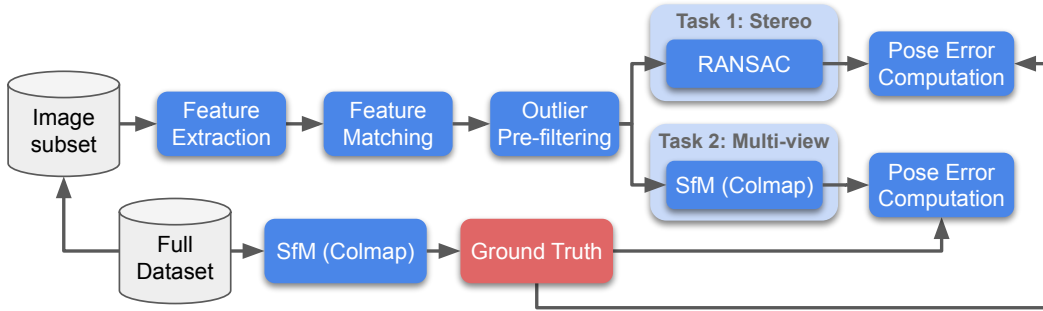 Task 1: Stereo
RANSAC
Pose Error
Computation
Image
subset
Feature
Extraction
Feature
Matching
Outlier
Pre-filtering
Task 2: Multi-view
SfM (Colmap)
Pose Error
Computation
Full
Dataset
SfM (Colmap)
Ground Truth